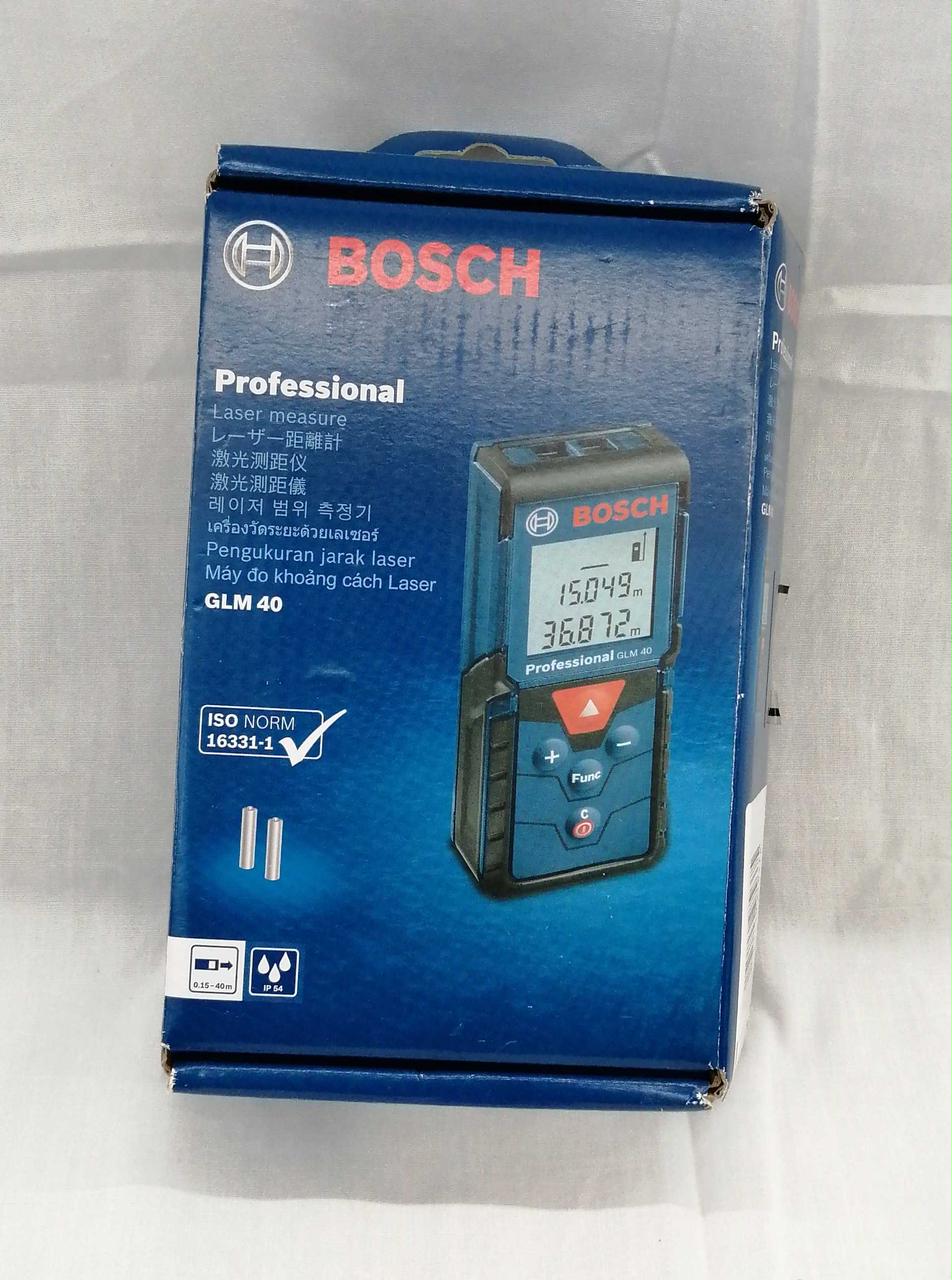 BOSCH
Professional
Laser measure
レーザー距離計
激光测距仪
激光測距儀
레이저 범위 측정기
เครื่องวัดระยะด้วยเลเซอร์
Pengukuran jarak laser
Máy đo khoảng cách Laser
GLM 40
BOSCH
15.049m
36.872m
Professional GLM 40
+
−
Func
C
ISO NORM
16331-1
0.15-40m
IP 54